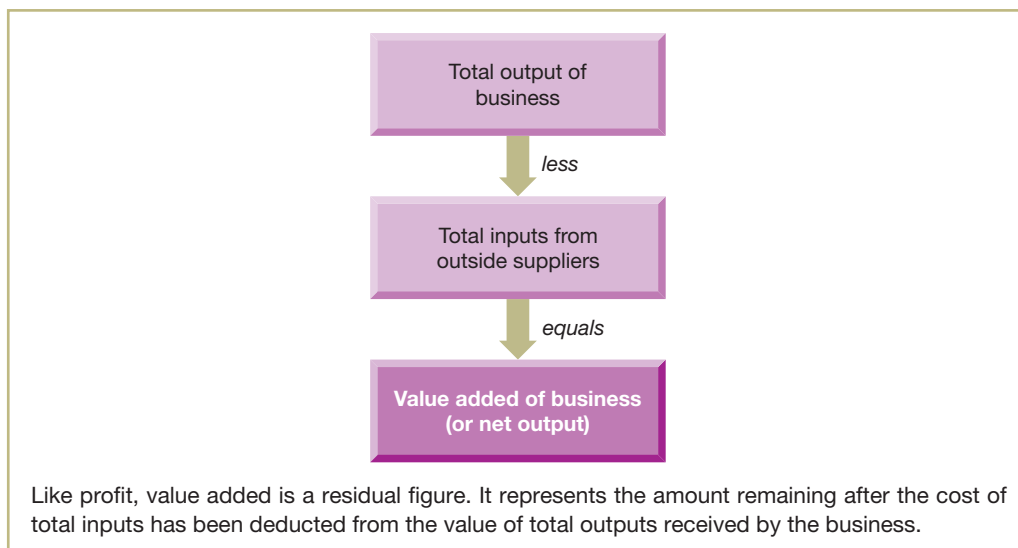 Total output of
business
less
Total inputs from
outside suppliers
equals
Value added of business
(or net output)
Like profit, value added is a residual figure. It represents the amount remaining after the cost of
total inputs has been deducted from the value of total outputs received by the business.